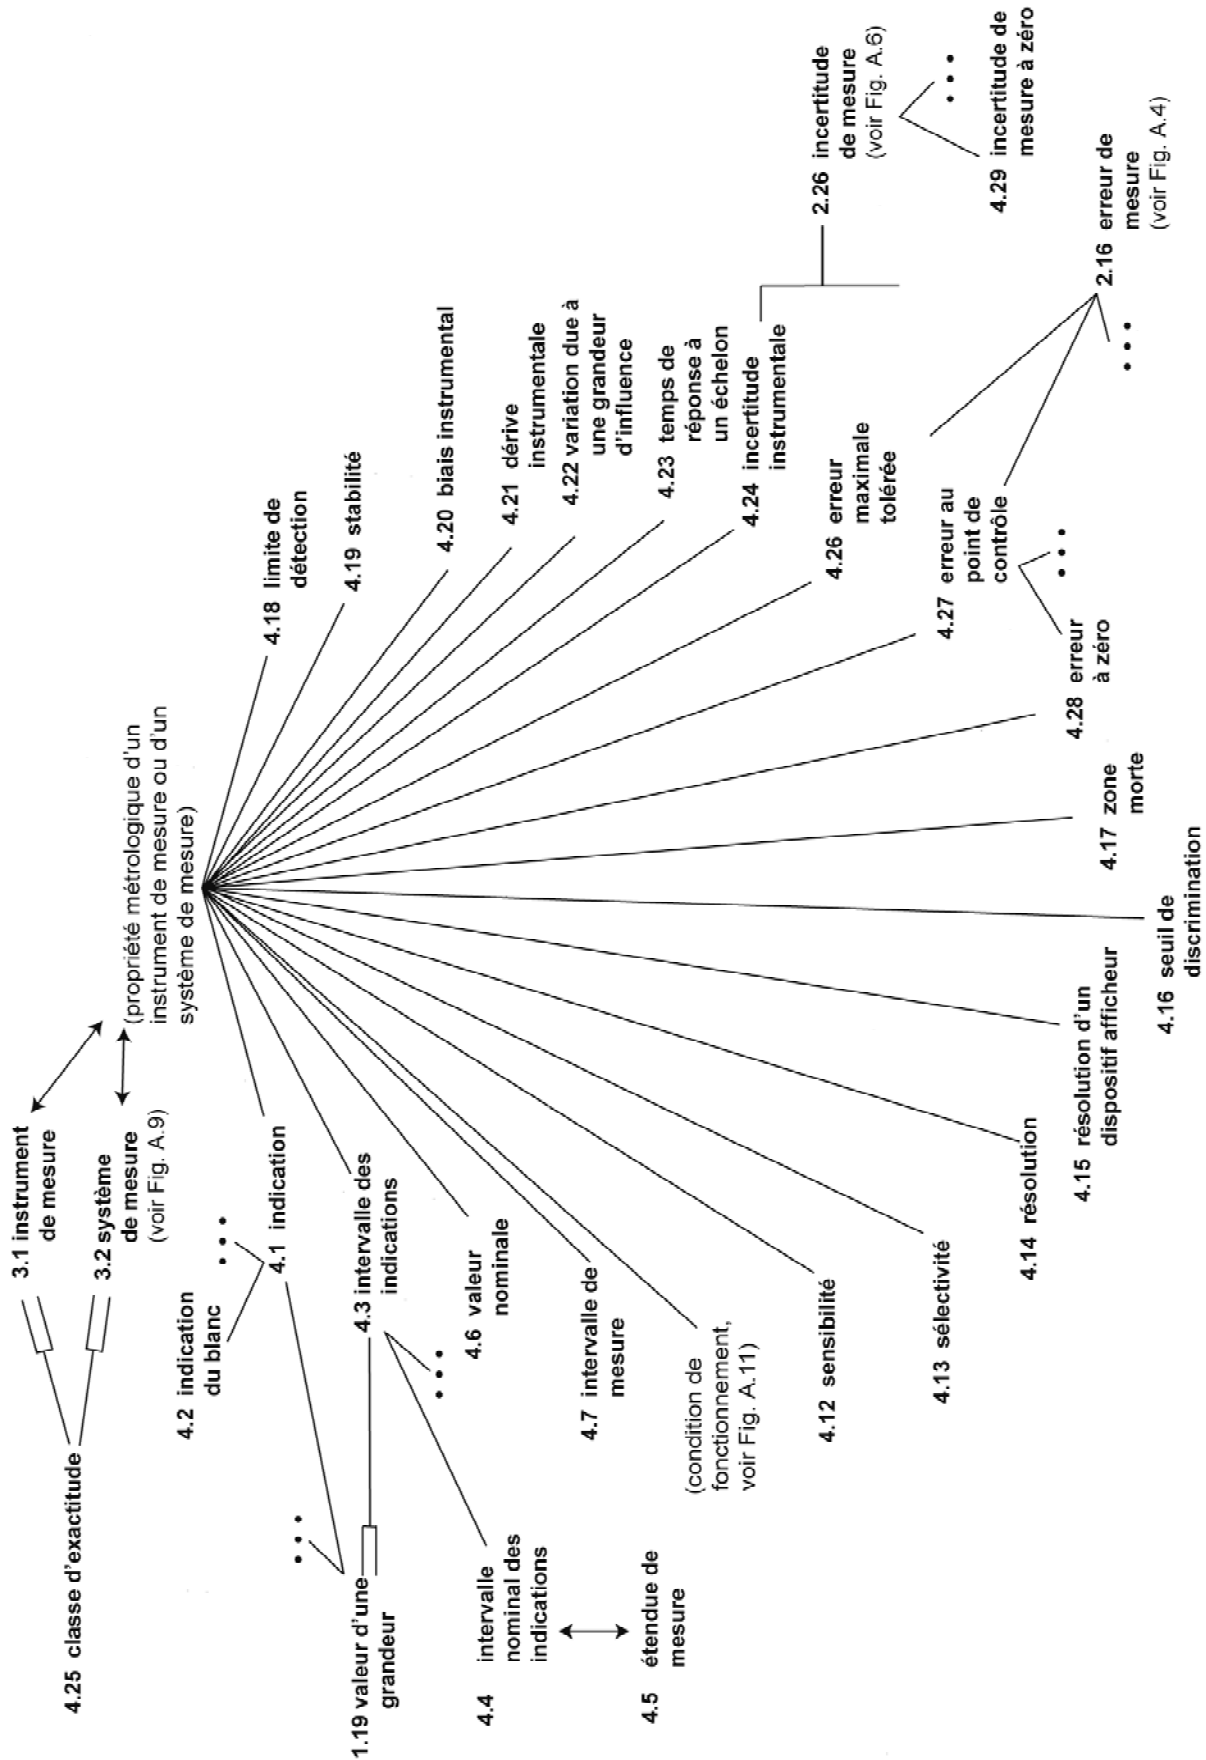 3.1 instrument
de mesure
3.2 système
de mesure
(voir Fig. A.9)
(propriété métrologique d'un
instrument de mesure ou d'un
système de mesure)
4.25 classe d'exactitude
4.2 indication
du blanc
4.1 indication
1.19 valeur d'une
grandeur
4.3 intervalle des
indications
4.4 intervalle
nominal des
indications
4.5 étendue de
mesure
4.6 valeur
nominale
4.7 intervalle de
mesure
(condition de
fonctionnement,
voir Fig. A.11)
4.12 sensibilité
4.13 sélectivité
4.14 résolution
4.15 résolution d'un
dispositif afficheur
4.16 seuil de
discrimination
4.17 zone
morte
4.28 erreur
à zéro
4.27 erreur au
point de
contrôle
4.26 erreur
maximale
tolérée
4.24 incertitude
instrumentale
4.23 temps de
réponse à
un échelon
4.22 variation due à
une grandeur
d'influence
4.21 dérive
instrumentale
4.20 biais instrumental
4.19 stabilité
4.18 limite de
détection
2.26 incertitude
de mesure
(voir Fig. A.6)
4.29 incertitude de
mesure à zéro
2.16 erreur de
mesure
(voir Fig. A.4)